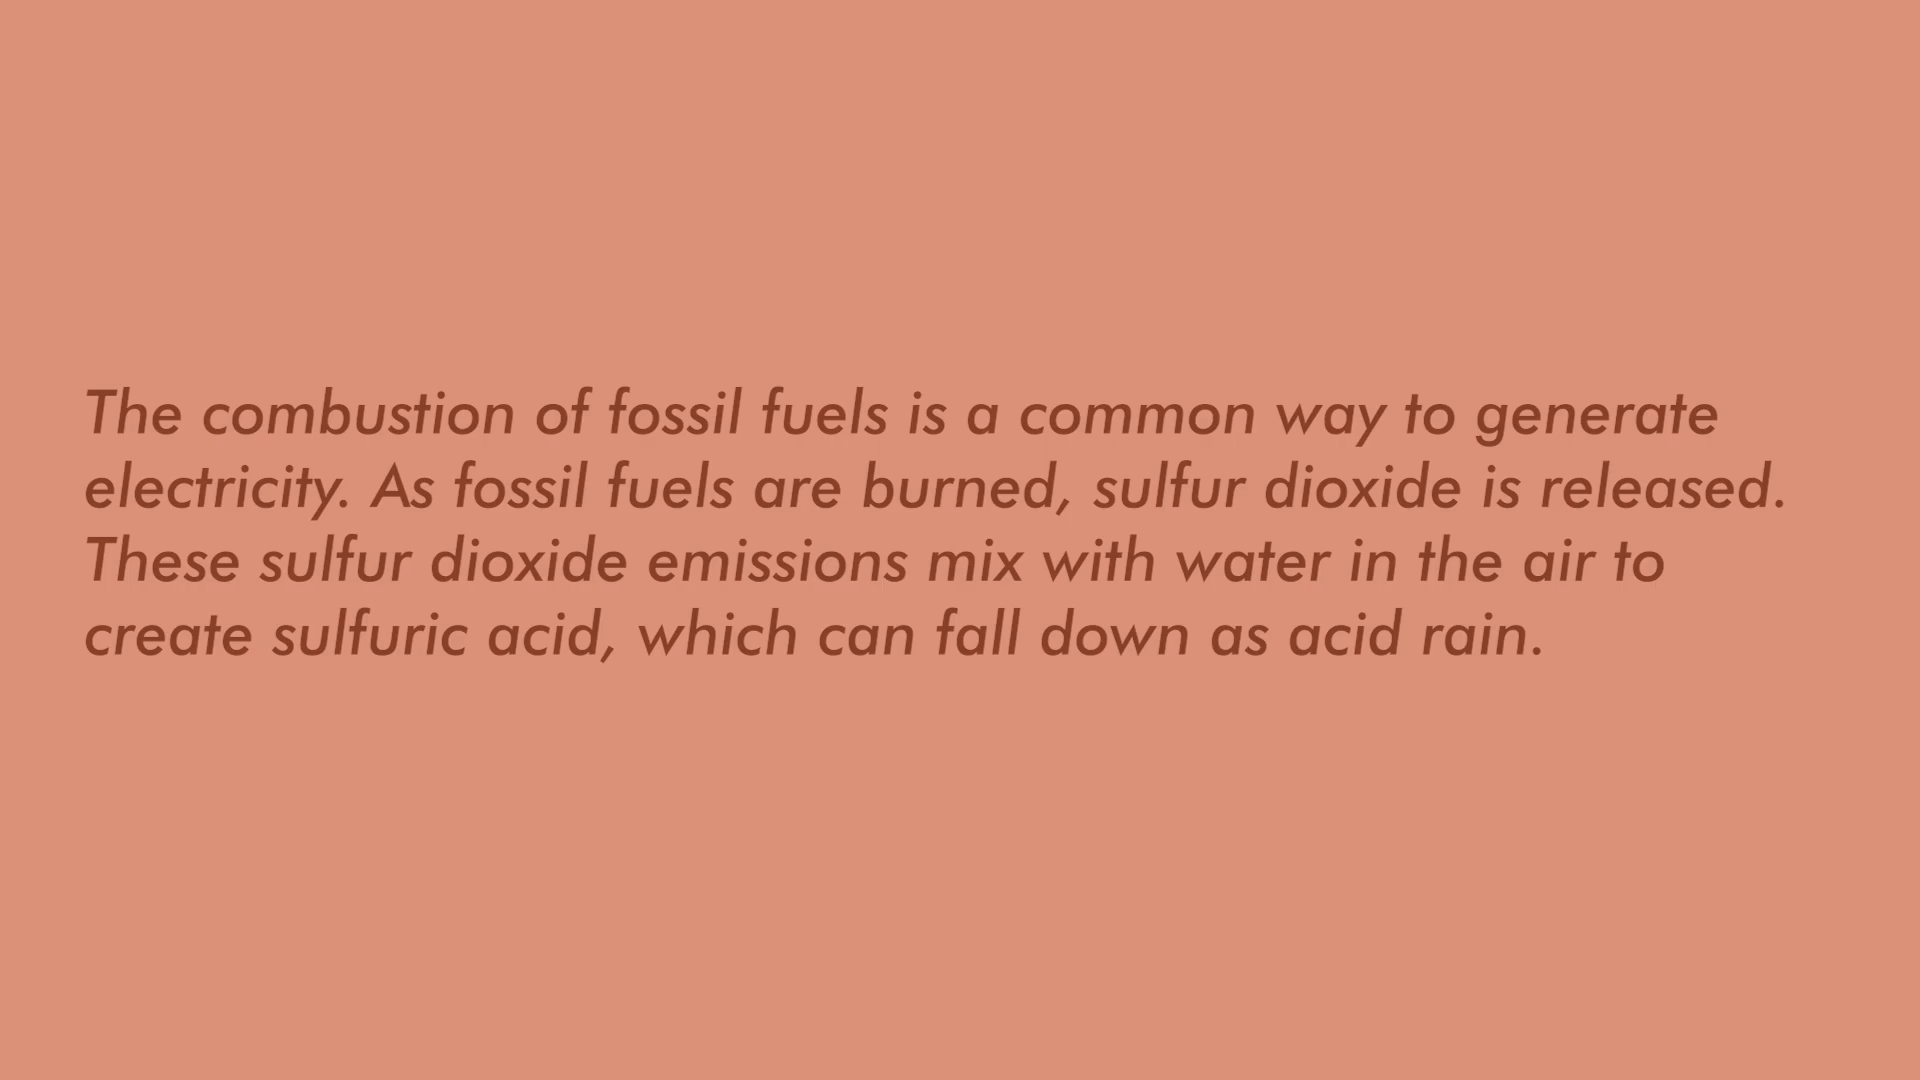 The combustion of fossil fuels is a common way to generate
electricity. As fossil fuels are burned, sulfur dioxide is released.
These sulfur dioxide emissions mix with water in the air to
create sulfuric acid, which can fall down as acid rain.